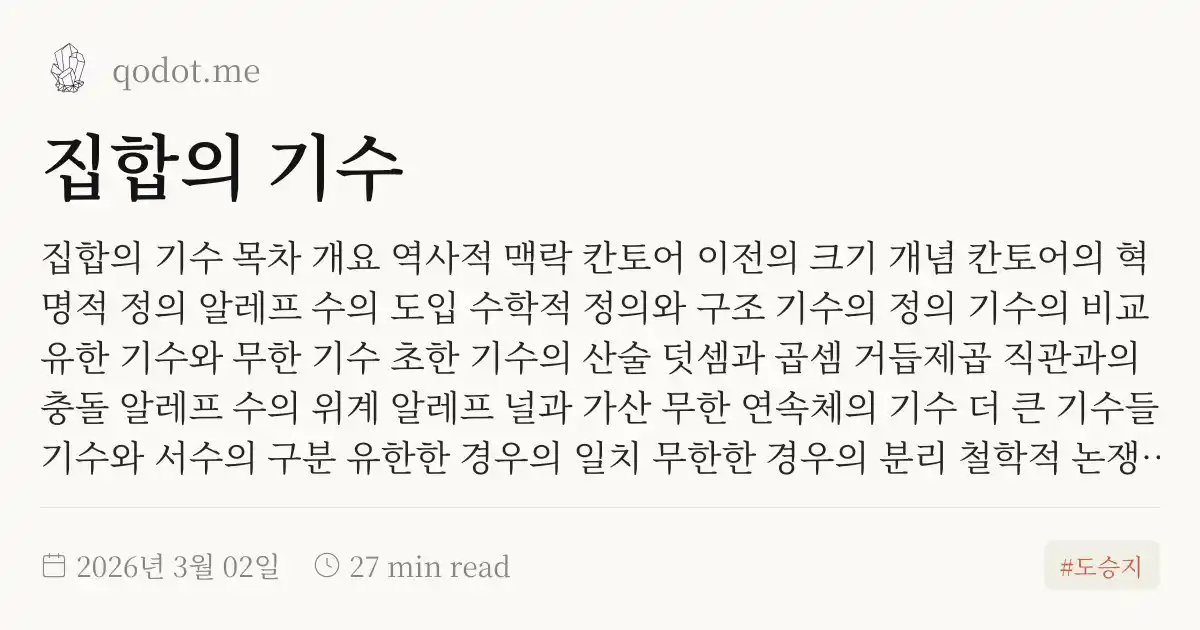 qodot.me
집합의 기수
집합의 기수 목차 개요 역사적 맥락 칸토어 이전의 크기 개념 칸토어의 혁
명적 정의 알레프 수의 도입 수학적 정의와 구조 기수의 정의 기수의 비교
유한 기수와 무한 기수 초한 기수의 산술 덧셈과 곱셈 거듭제곱 직관과의
충돌 알레프 수의 위계 알레프 널과 가산 무한 연속체의 기수 더 큰 기수들
기수와 서수의 구분 유한한 경우의 일치 무한한 경우의 분리 철학적 논쟁··
2026년 3월 02일 27 min read #도승지